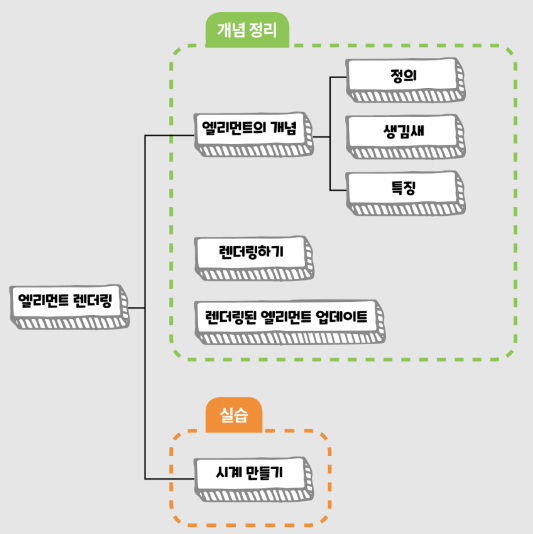 개념 정리
정의
엘리먼트의 개념
생김새
특징
렌더링하기
엘리먼트 렌더링
렌더링된 엘리먼트 업데이트
실습
시계 만들기